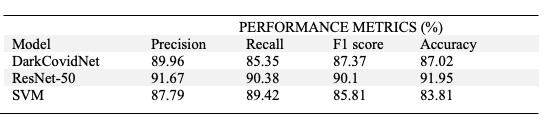 PERFORMANCE METRICS (%)
Model Precision Recall F1 score Accuracy
DarkCovidNet 89.96 85.35 87.37 87.02
ResNet-50 91.67 90.38 90.1 91.95
SVM 87.79 89.42 85.81 83.81